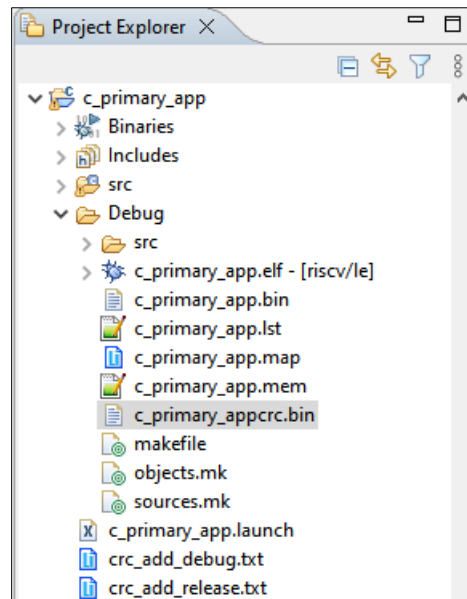 Project Explorer
c_primary_app
Binaries
Includes
src
Debug
src
c_primary_app.elf - [riscv/le]
c_primary_app.bin
c_primary_app.lst
c_primary_app.map
c_primary_app.mem
c_primary_appcrc.bin
makefile
objects.mk
sources.mk
c_primary_app.launch
crc_add_debug.txt
crc_add_release.txt